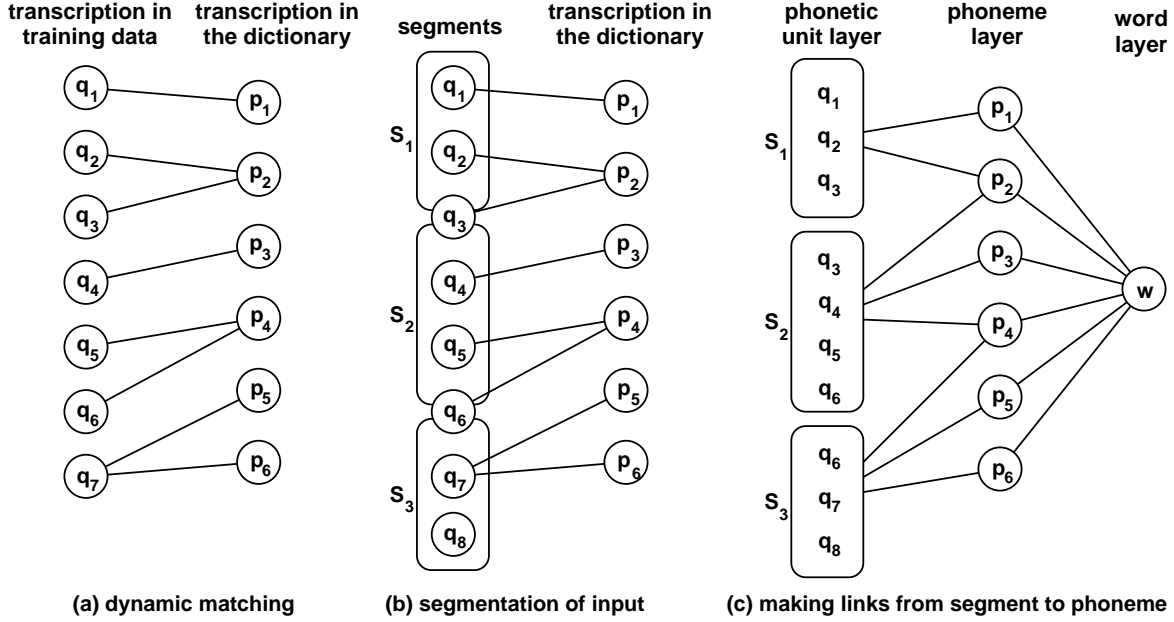 transcription in
training data
transcription in
the dictionary
q1
q2
q3
q4
q5
q6
q7
p1
p2
p3
p4
p5
p6
(a) dynamic matching
segments
transcription in
the dictionary
S1
S2
S3
q1
q2
q3
q4
q5
q6
q7
q8
p1
p2
p3
p4
p5
p6
(b) segmentation of input
phonetic
unit layer
phoneme
layer
word
layer
S1
q1
q2
q3
S2
q3
q4
q5
q6
S3
q6
q7
q8
p1
p2
p3
p4
p5
p6
w
(c) making links from segment to phoneme